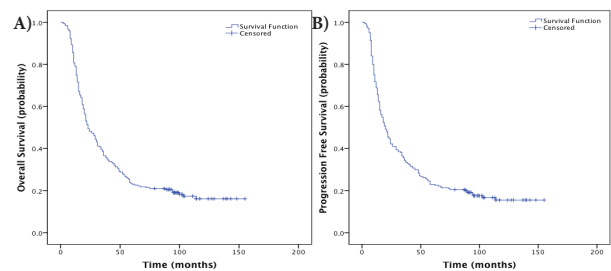 A)
Survival Function
Censored
1.0
0.8
0.6
0.4
0.2
0.0
Overall Survival (probability)
0 50 100 150 200
Time (months)
B)
Survival Function
Censored
1.0
0.8
0.6
0.4
0.2
0.0
Progression Free Survival (probability)
0 50 100 150 200
Time (months)